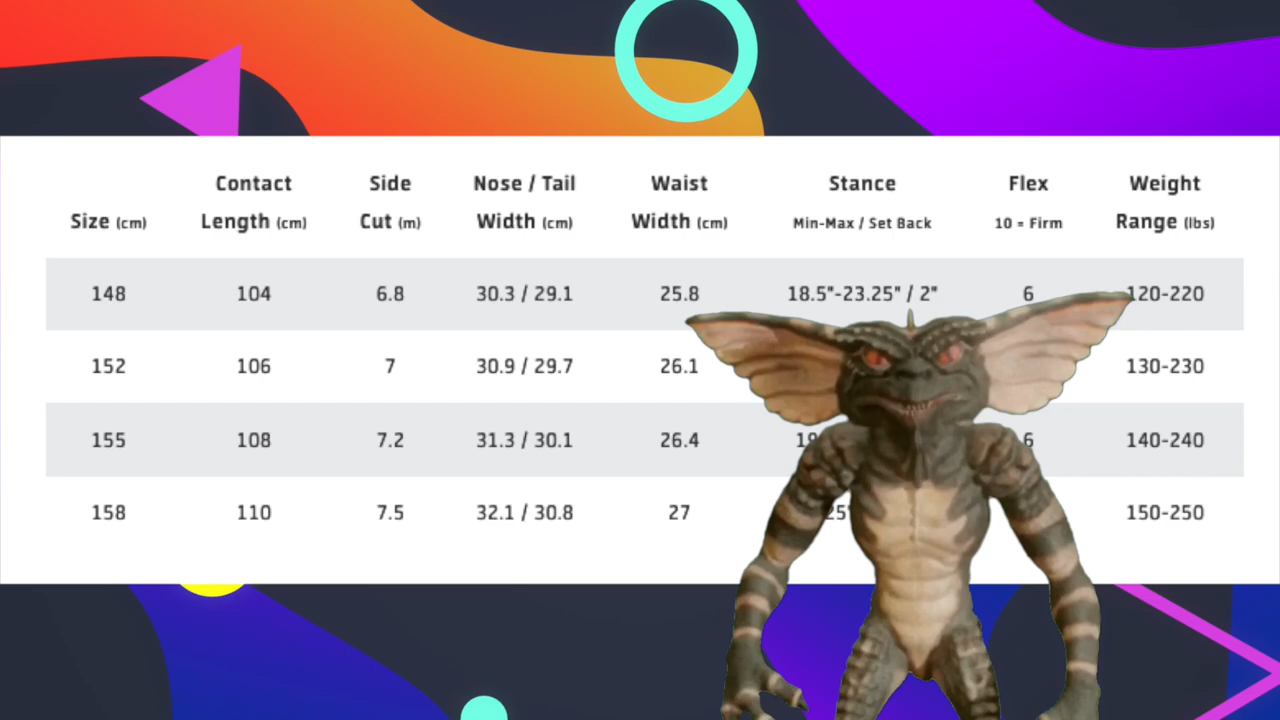 Size (cm) Contact Length (cm) Side Cut (m) Nose / Tail Width (cm) Waist Width (cm) Stance Min-Max / Set Back Flex 10 = Firm Weight Range (lbs)
148 104 6.8 30.3 / 29.1 25.8 18.5"-23.25" / 2" 6 120-220
152 106 7 30.9 / 29.7 26.1 130-230
155 108 7.2 31.3 / 30.1 26.4 6 140-240
158 110 7.5 32.1 / 30.8 27 150-250